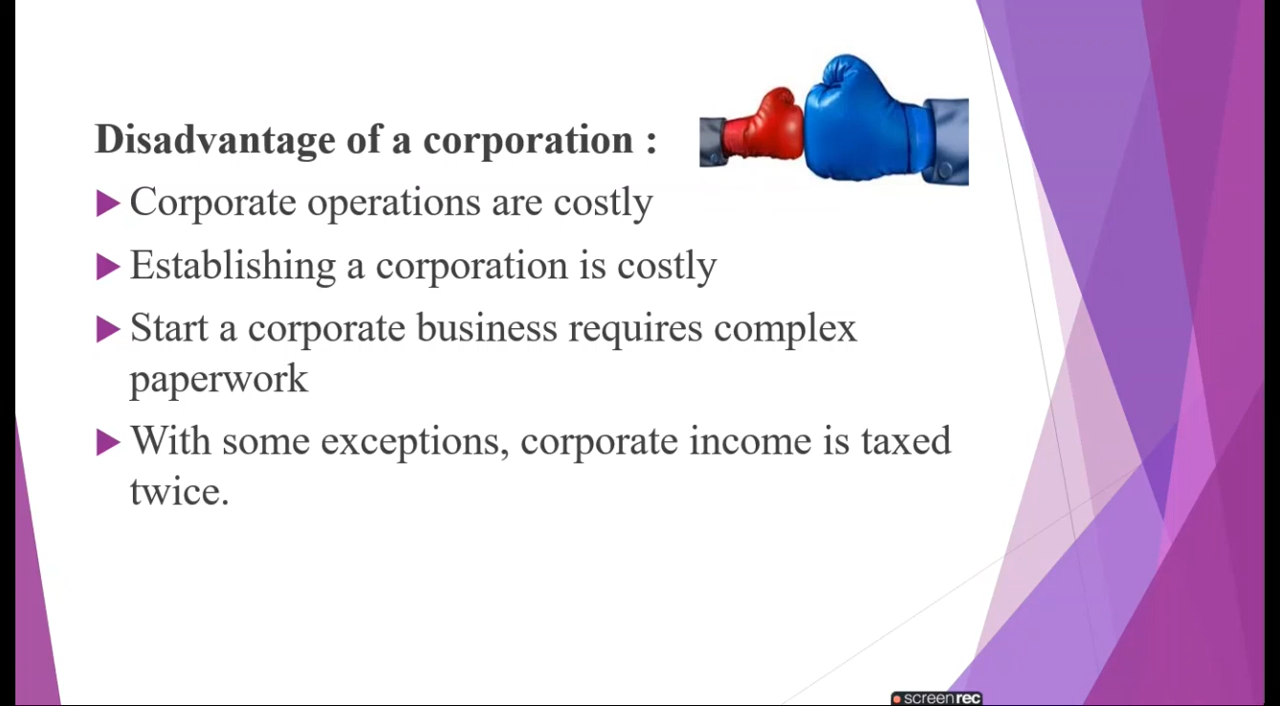 Disadvantage of a corporation :
Corporate operations are costly
Establishing a corporation is costly
Start a corporate business requires complex
paperwork
With some exceptions, corporate income is taxed
twice.
screenrec